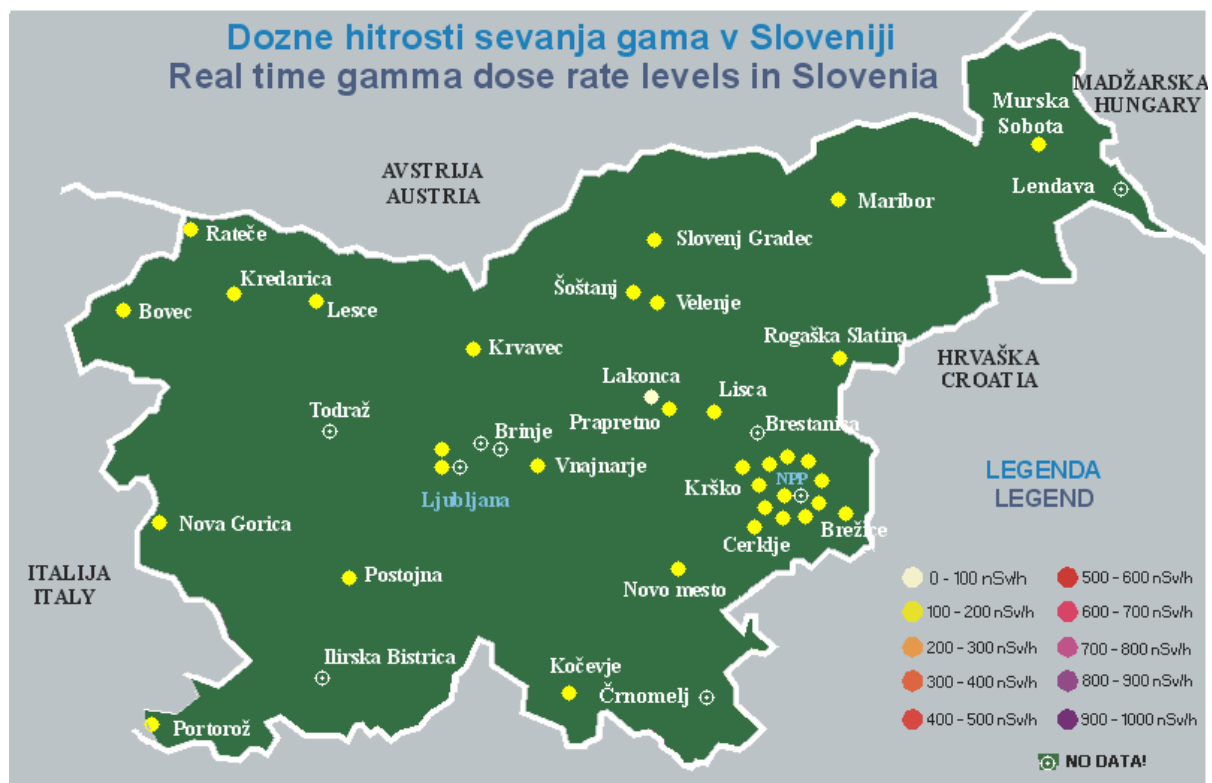 Dozne hitrosti sevanja gama v Sloveniji
Real time gamma dose rate levels in Slovenia
MADŽARSKA
HUNGARY
Murska
Sobota
AVSTRIJA
AUSTRIA
Lendava
Maribor
Rateče
Slovenj Gradec
Kredarica
Šoštanj
Bovec
Lesce
Velenje
Rogaška Slatina
Krvavec
HRVAŠKA
CROATIA
Lakonca
Lisca
Todraž
Prapretno
Brestanica
Brinje
Vnajnarje
LEGENDA
LEGEND
NPP
Krško
Ljubljana
Nova Gorica
Brežice
Cerklje
ITALIJA
ITALY
Postojna
Novo mesto
Ilirska Bistrica
Kočevje
Črnomelj
Portorož
0 - 100 nSv/h
100 - 200 nSv/h
200 - 300 nSv/h
300 - 400 nSv/h
400 - 500 nSv/h
500 - 600 nSv/h
600 - 700 nSv/h
700 - 800 nSv/h
800 - 900 nSv/h
900 - 1000 nSv/h
NO DATA!